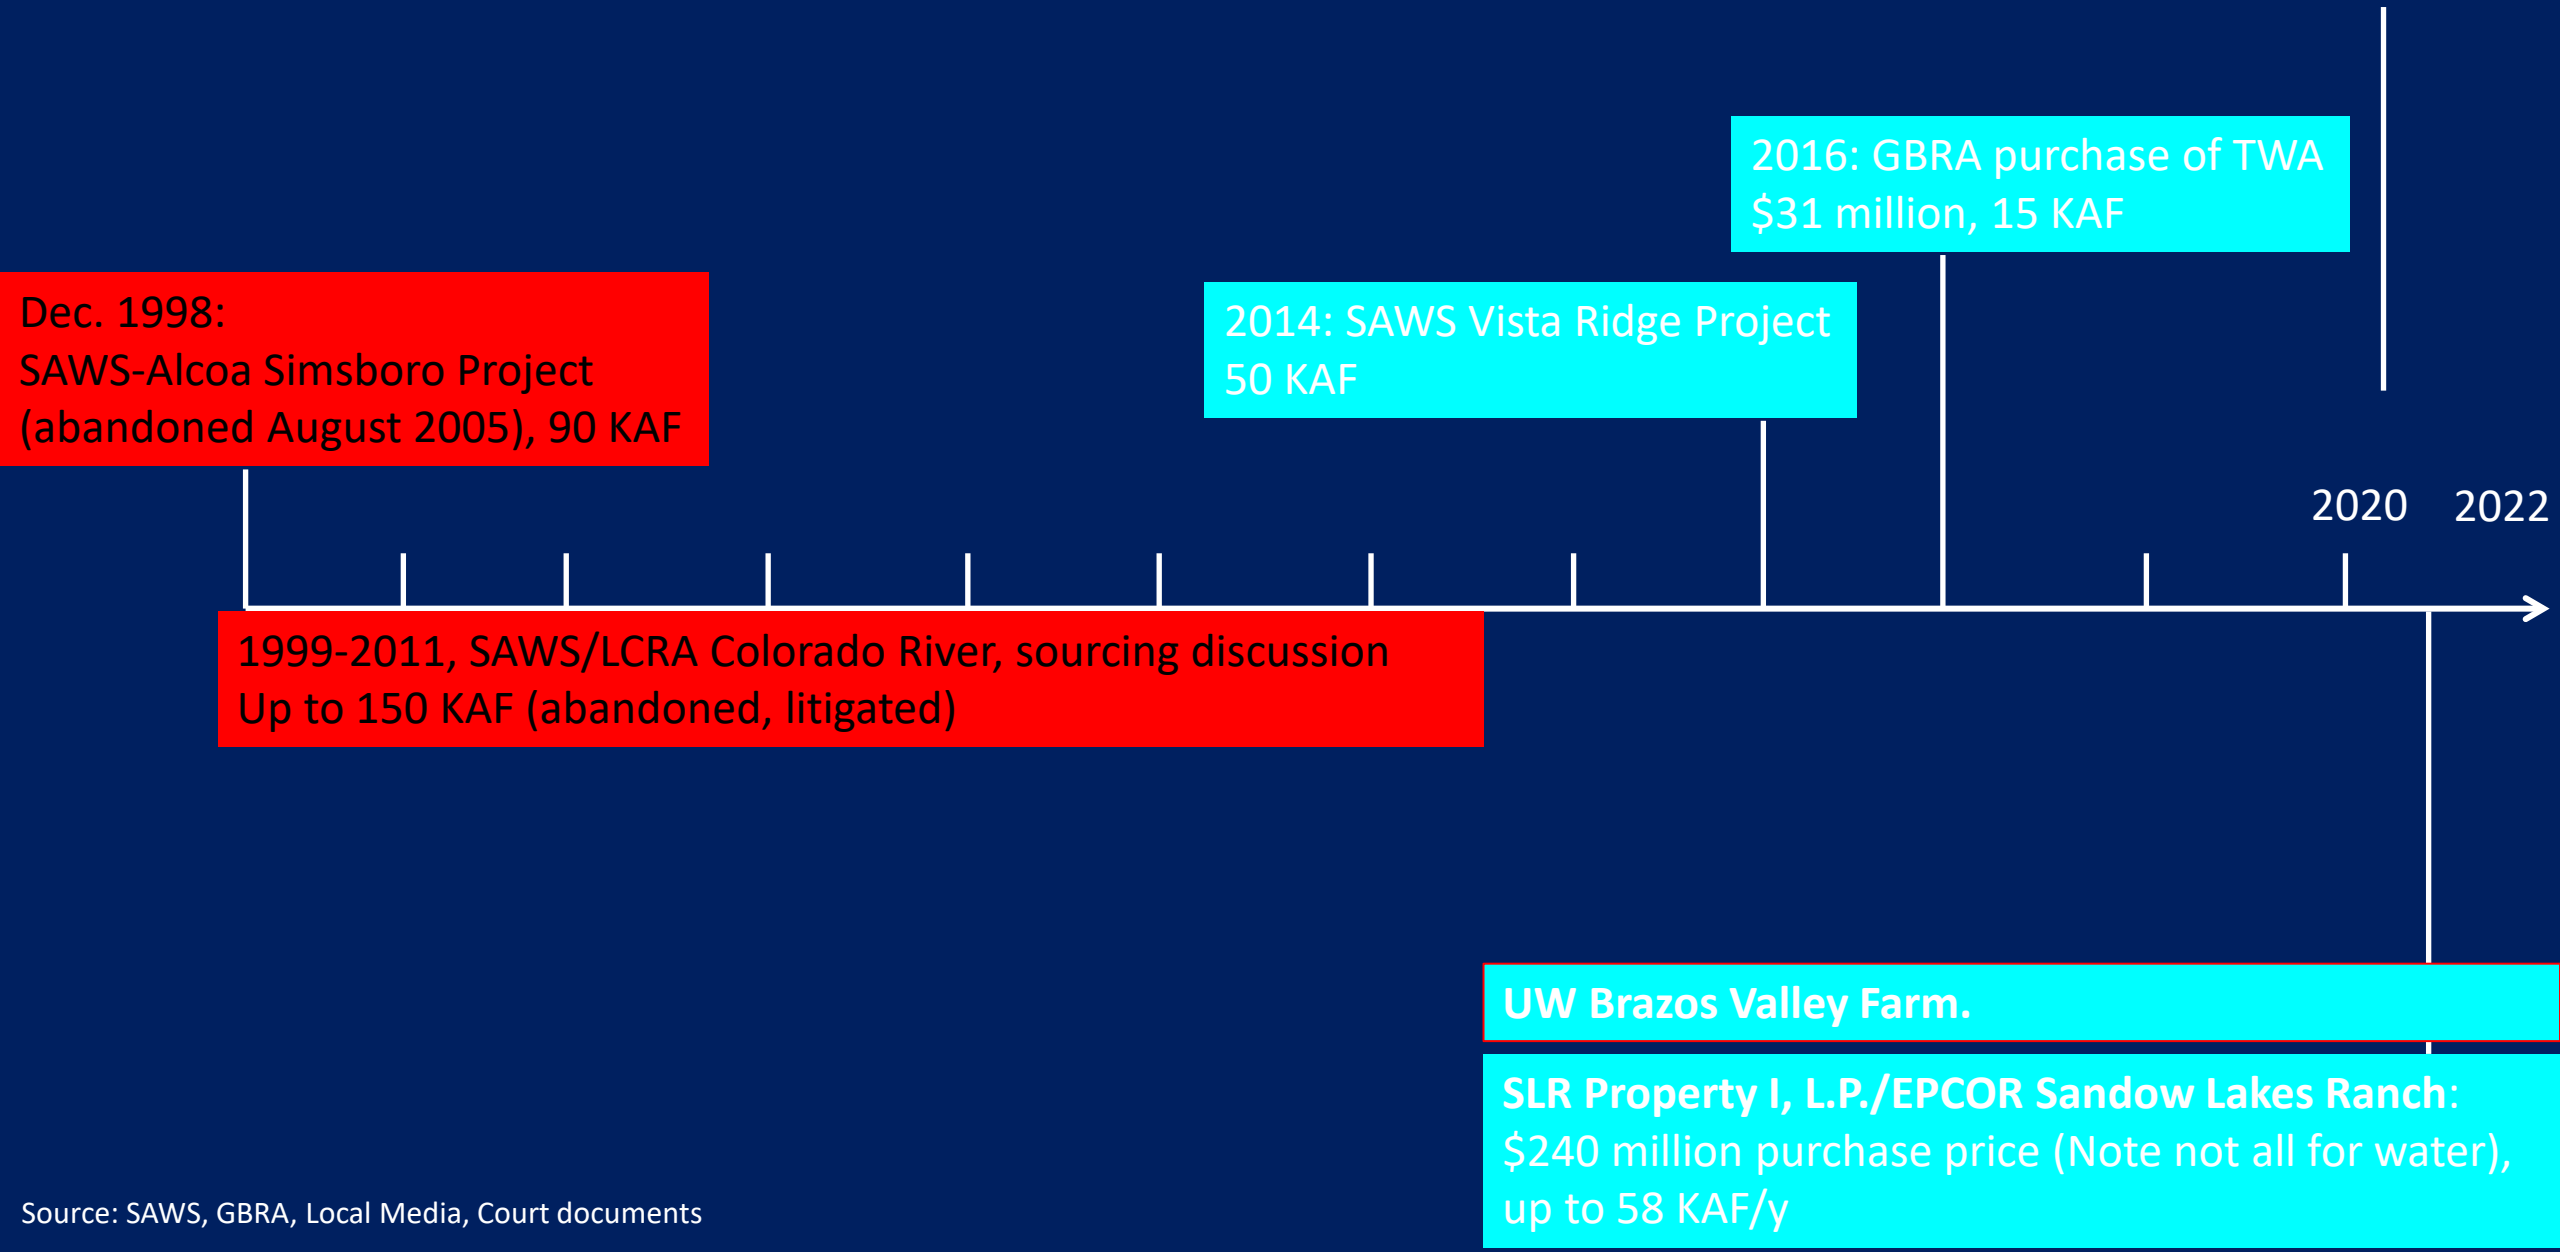 2016: GBRA purchase of TWA
$31 million, 15 KAF
Dec. 1998:
SAWS-Alcoa Simsboro Project
(abandoned August 2005), 90 KAF
2014: SAWS Vista Ridge Project
50 KAF
2020
2022
1999-2011, SAWS/LCRA Colorado River, sourcing discussion
Up to 150 KAF (abandoned, litigated)
UW Brazos Valley Farm.
SLR Property I, L.P./EPCOR Sandow Lakes Ranch:
$240 million purchase price (Note not all for water),
up to 58 KAF/y
Source: SAWS, GBRA, Local Media, Court documents